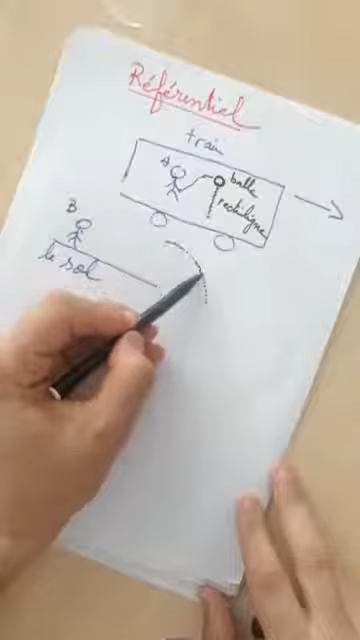 Référentiel
train
A
balle
rectiligne
B
le sol